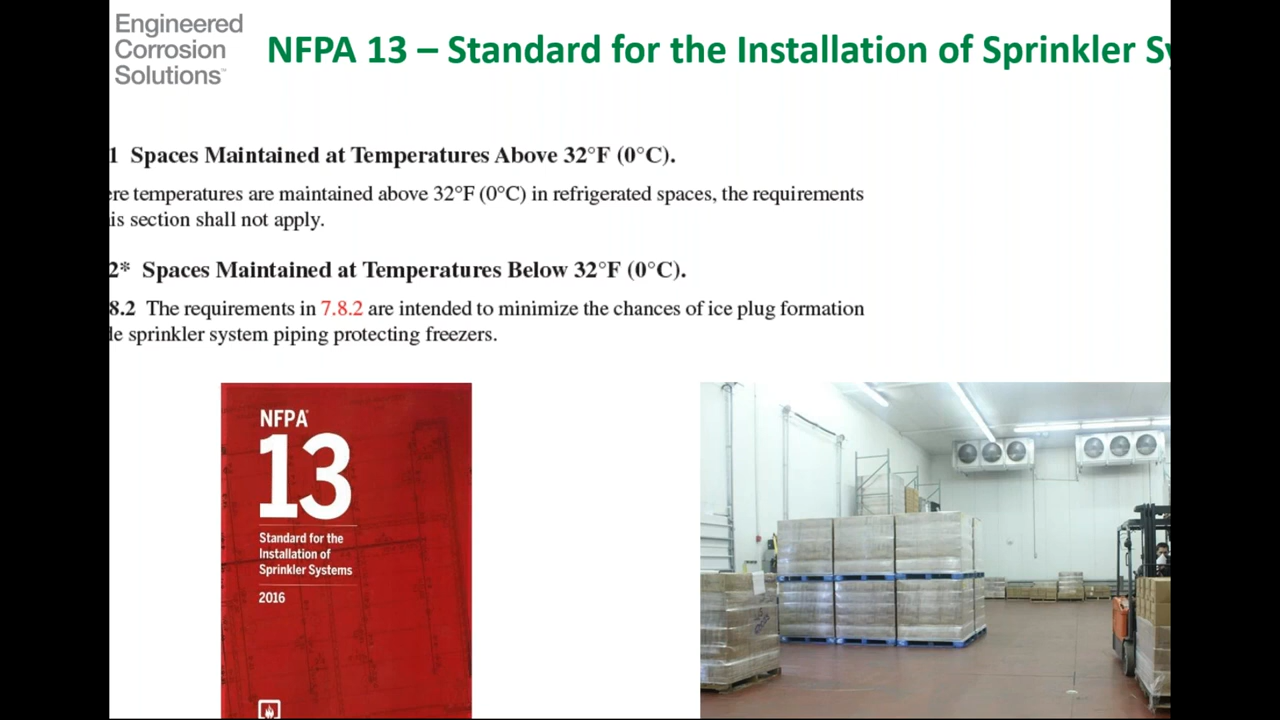 Engineered
Corrosion
Solutions™
NFPA 13 – Standard for the Installation of Sprinkler Sy
1 Spaces Maintained at Temperatures Above 32°F (0°C).
ere temperatures are maintained above 32°F (0°C) in refrigerated spaces, the requirements
is section shall not apply.
2* Spaces Maintained at Temperatures Below 32°F (0°C).
8.2 The requirements in 7.8.2 are intended to minimize the chances of ice plug formation
le sprinkler system piping protecting freezers.
NFPA®
13
Standard for the
Installation of
Sprinkler Systems
2016